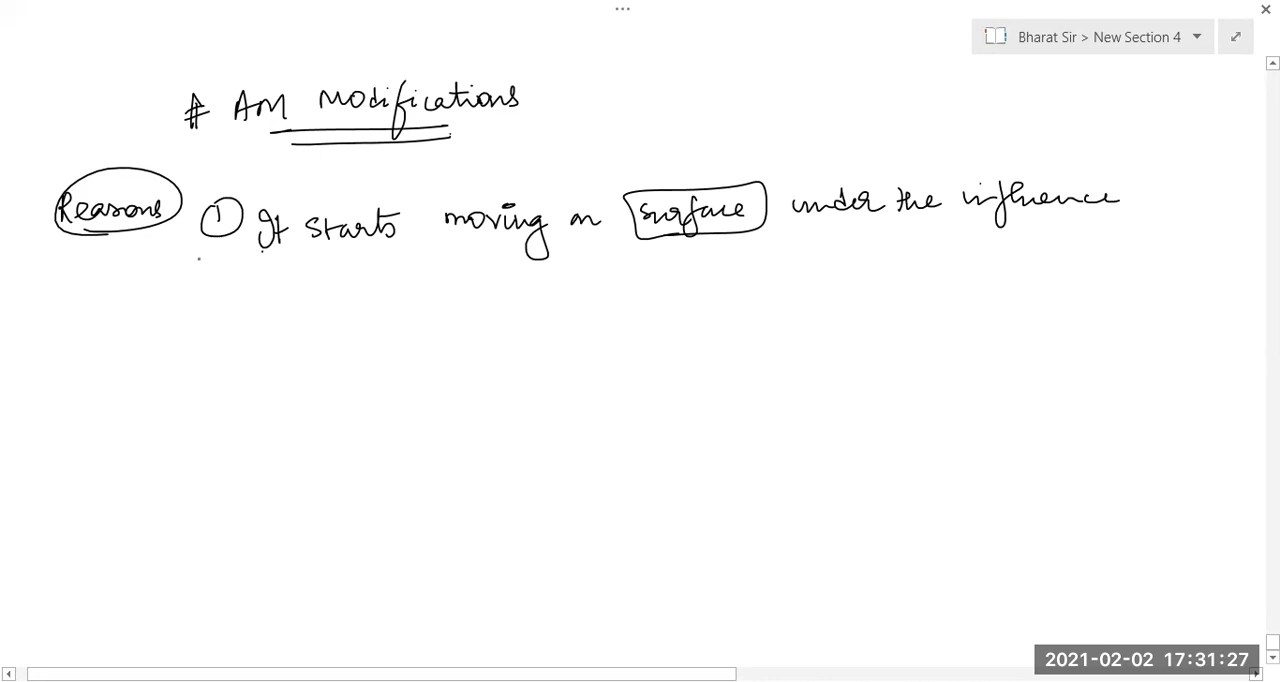 Bharat Sir > New Section 4
# AM Modifications
Reasons ① It starts moving on surface under the influence
2021-02-02 17:31:27